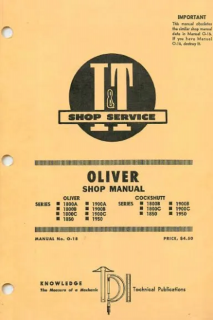 IMPORTANT
This manual obsoletes
the similar shop manual
data in Manual O-16.
If you have Manual
O-16, destroy it.
I&T
SHOP SERVICE
OLIVER
SHOP MANUAL
OLIVER
SERIES ■ 1800A ■ 1900A
■ 1800B ■ 1900B
■ 1800C ■ 1900C
■ 1850 ■ 1950
COCKSHUTT
SERIES ■ 1800B ■ 1900B
■ 1800C ■ 1900C
■ 1850 ■ 1950
MANUAL No. O-18
PRICE, $4.50
KNOWLEDGE
The Measure of a Mechanic
Technical Publications